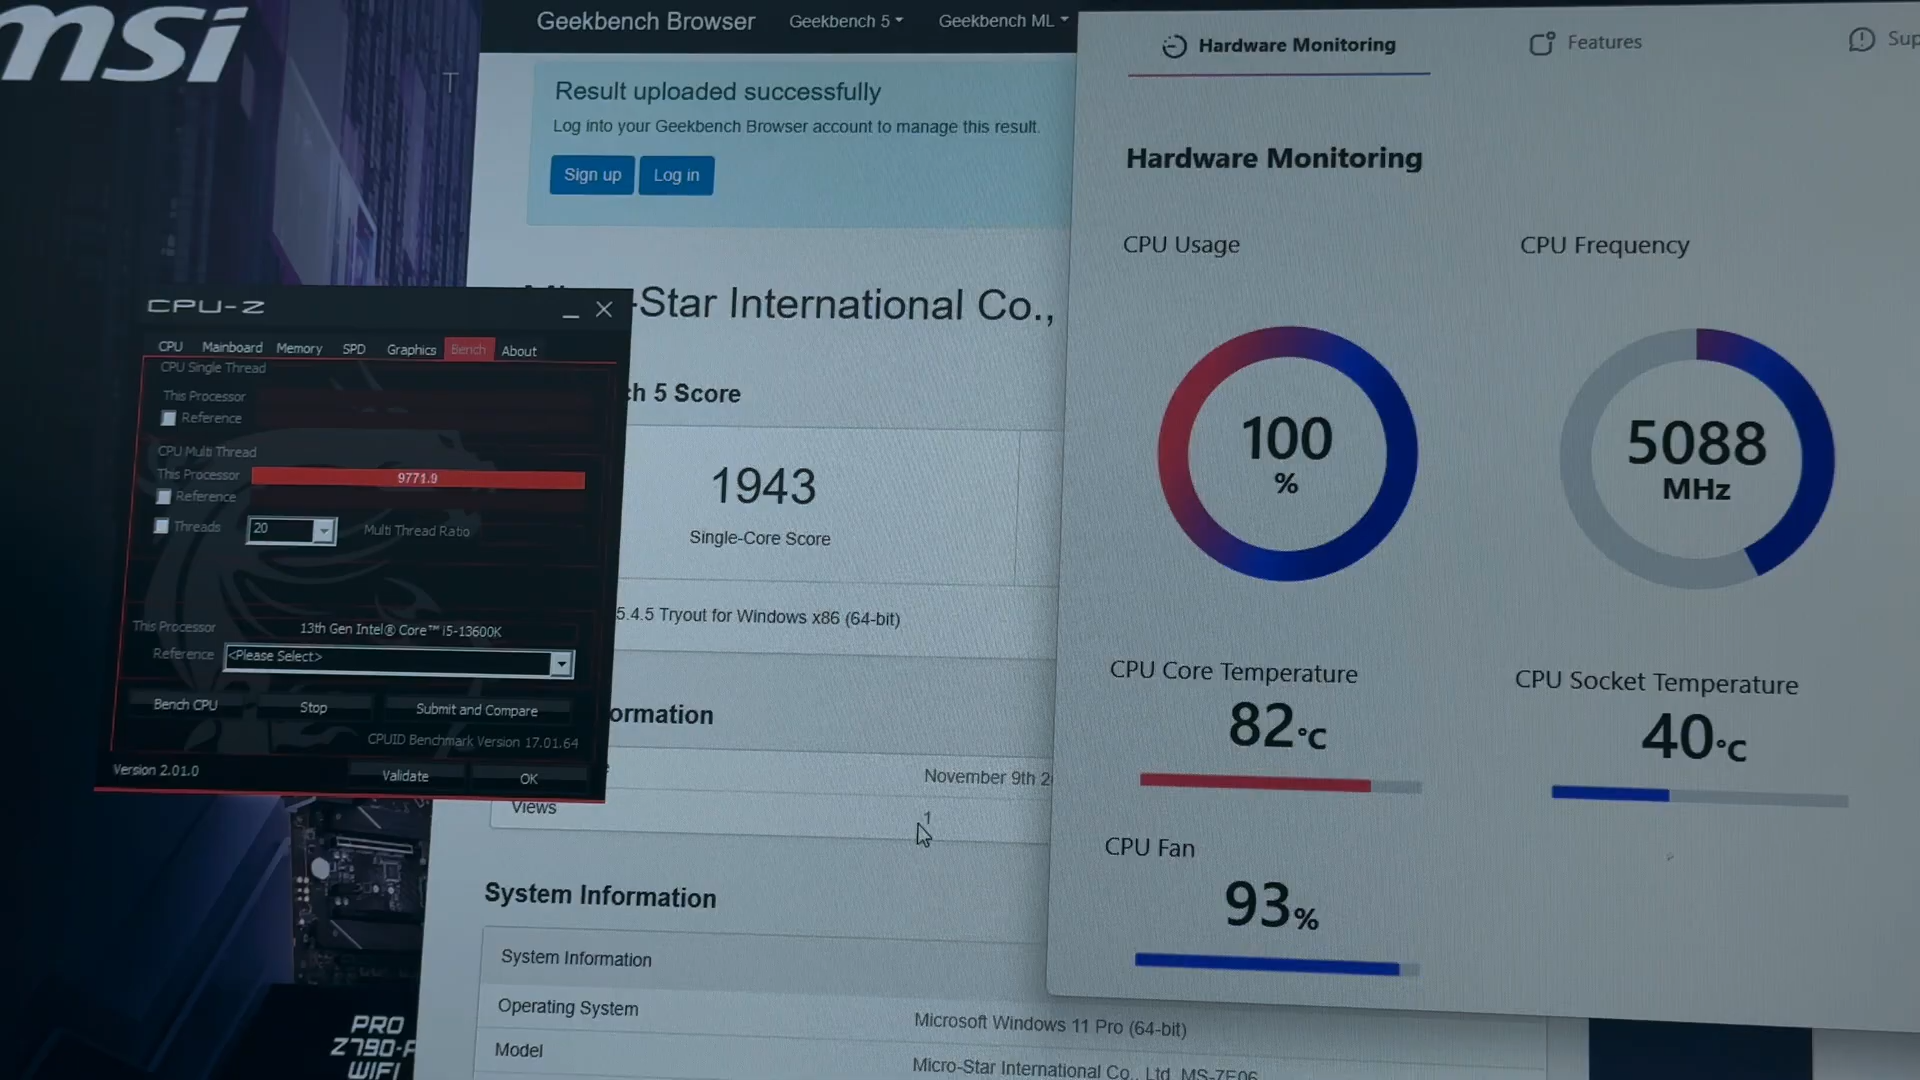 msi
Geekbench Browser
Geekbench 5
Geekbench ML
Result uploaded successfully
Log into your Geekbench Browser account to manage this result.
Sign up
Log in
-Star International Co.,
ch 5 Score
1943
Single-Core Score
5.4.5 Tryout for Windows x86 (64-bit)
ormation
November 9th 2
Views
1
System Information
System Information
Operating System
Microsoft Windows 11 Pro (64-bit)
Model
Micro-Star International Co., Ltd. MS-7E06
CPU-Z
CPU
Mainboard
Memory
SPD
Graphics
Bench
About
CPU Single Thread
This Processor
Reference
CPU Multi Thread
This Processor
9771.9
Reference
Threads
20
Multi Thread Ratio
This Processor
13th Gen Intel® Core™ i5-13600K
Reference
<Please Select>
Bench CPU
Stop
Submit and Compare
CPUID Benchmark Version 17.01.64
Version 2.01.0
Validate
OK
PRO
Z790-P
WIFI
Hardware Monitoring
Features
Sup
Hardware Monitoring
CPU Usage
100
%
CPU Frequency
5088
MHz
CPU Core Temperature
82°C
CPU Socket Temperature
40°C
CPU Fan
93%